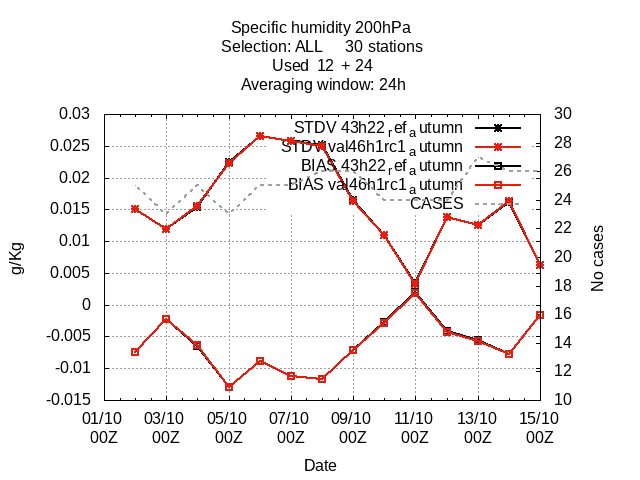 Specific humidity 200hPa
Selection: ALL 30 stations
Used 12 + 24
Averaging window: 24h
0.03
0.025
0.02
0.015
0.01
0.005
0
-0.005
-0.01
-0.015
g/Kg
STDV 43h22refautumn
STDV val46h1rc1autumn
BIAS 43h22refautumn
BIAS val46h1rc1autumn
CASES
30
28
26
24
22
20
18
16
14
12
10
No cases
01/10 03/10 05/10 07/10 09/10 11/10 13/10 15/10
00Z 00Z 00Z 00Z 00Z 00Z 00Z 00Z
Date